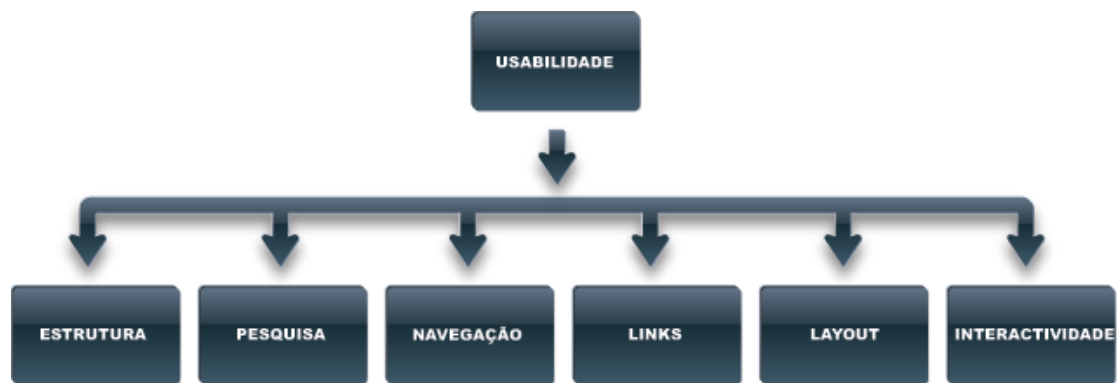 USABILIDADE
ESTRUTURA
PESQUISA
NAVEGAÇÃO
LINKS
LAYOUT
INTERACTIVIDADE